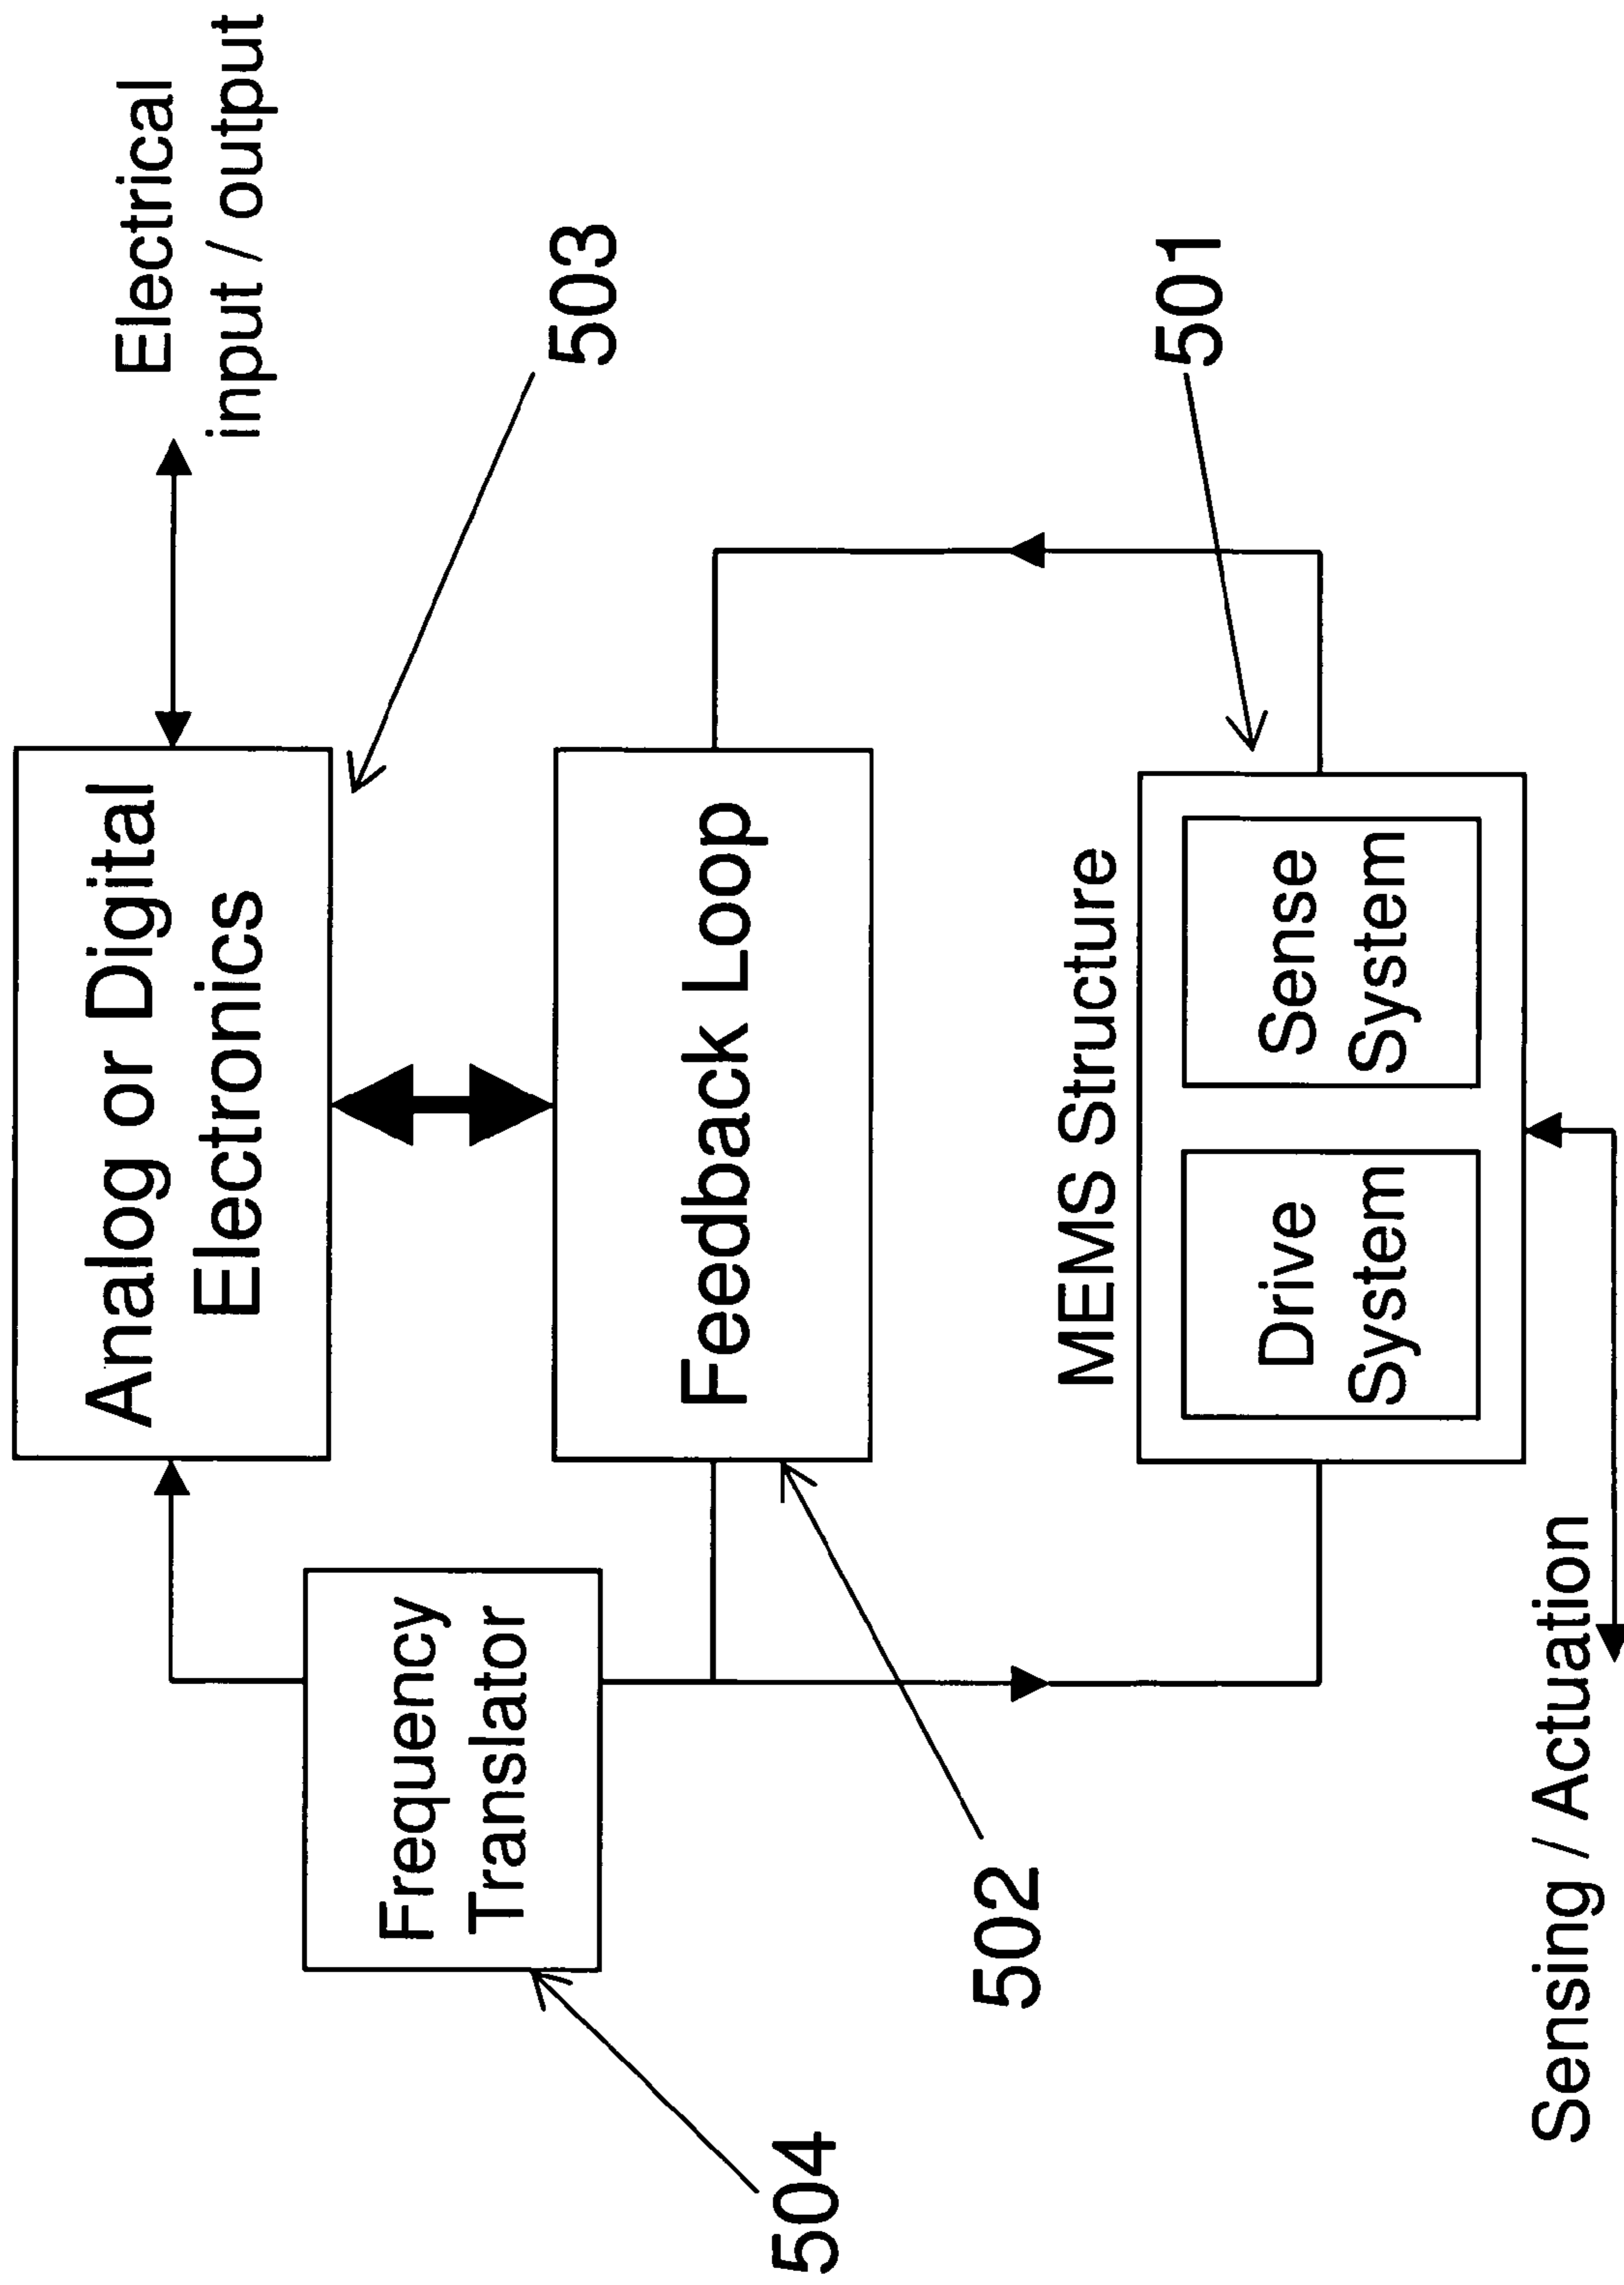 Electrical
input / output
503
Analog or Digital
Electronics
Frequency
Translator
504
Feedback Loop
502
501
MEMS Structure
Drive
System
Sense
System
Sensing / Actuation